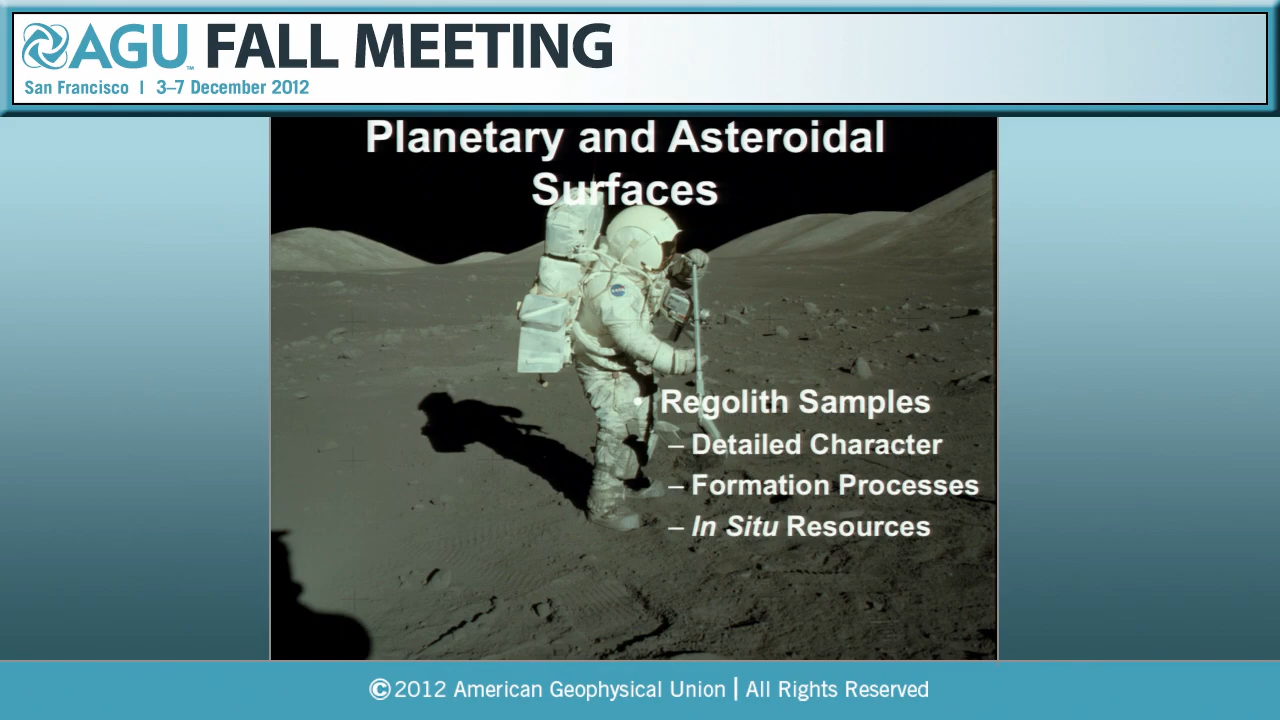 AGU™ FALL MEETING
San Francisco | 3–7 December 2012
Planetary and Asteroidal
Surfaces
• Regolith Samples
– Detailed Character
– Formation Processes
– In Situ Resources
©2012 American Geophysical Union | All Rights Reserved